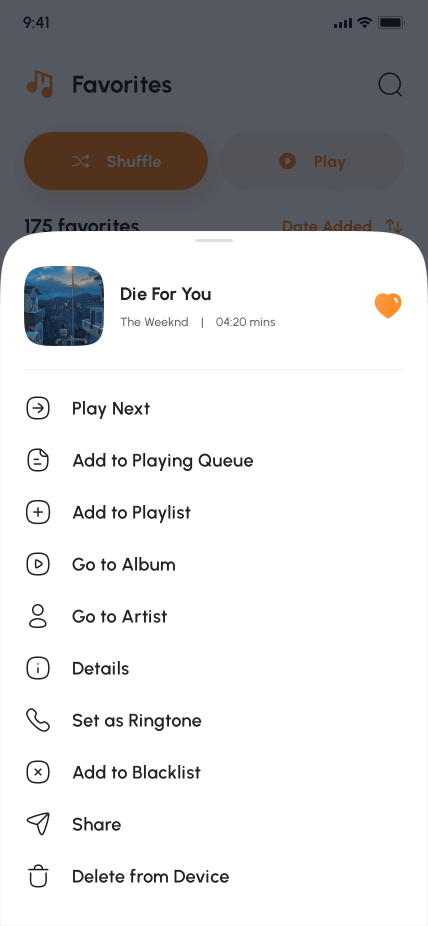 9:41
Favorites
Shuffle
Play
175 favorites
Date Added
Die For You
The Weeknd | 04:20 mins
Play Next
Add to Playing Queue
Add to Playlist
Go to Album
Go to Artist
Details
Set as Ringtone
Add to Blacklist
Share
Delete from Device